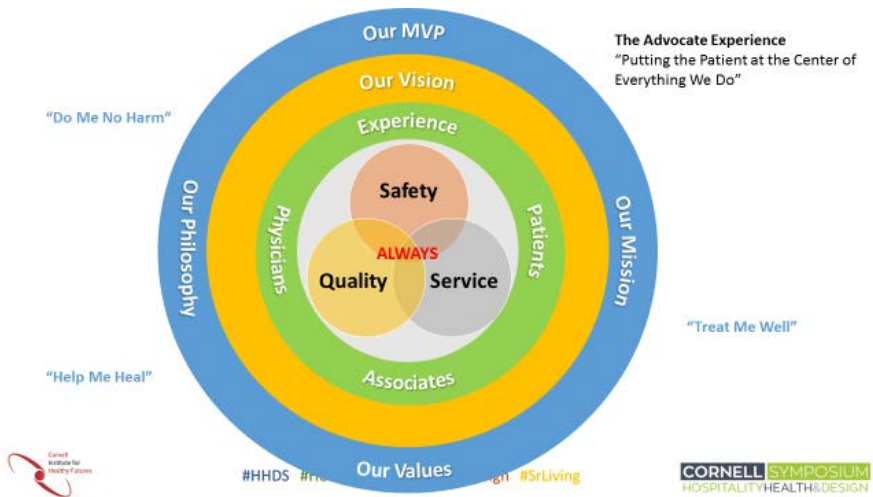 Our MVP
The Advocate Experience
“Putting the Patient at the Center of
Everything We Do”
Our Vision
“Do Me No Harm”
Experience
Safety
Our Philosophy
Physicians
Patients
Our Mission
ALWAYS
Quality
Service
“Treat Me Well”
“Help Me Heal”
Associates
Cornell
Institute for
Healthy Futures
#HHDS
#SrLiving
Our Values
CORNELL SYMPOSIUM
HOSPITALITYHEALTH&DESIGN